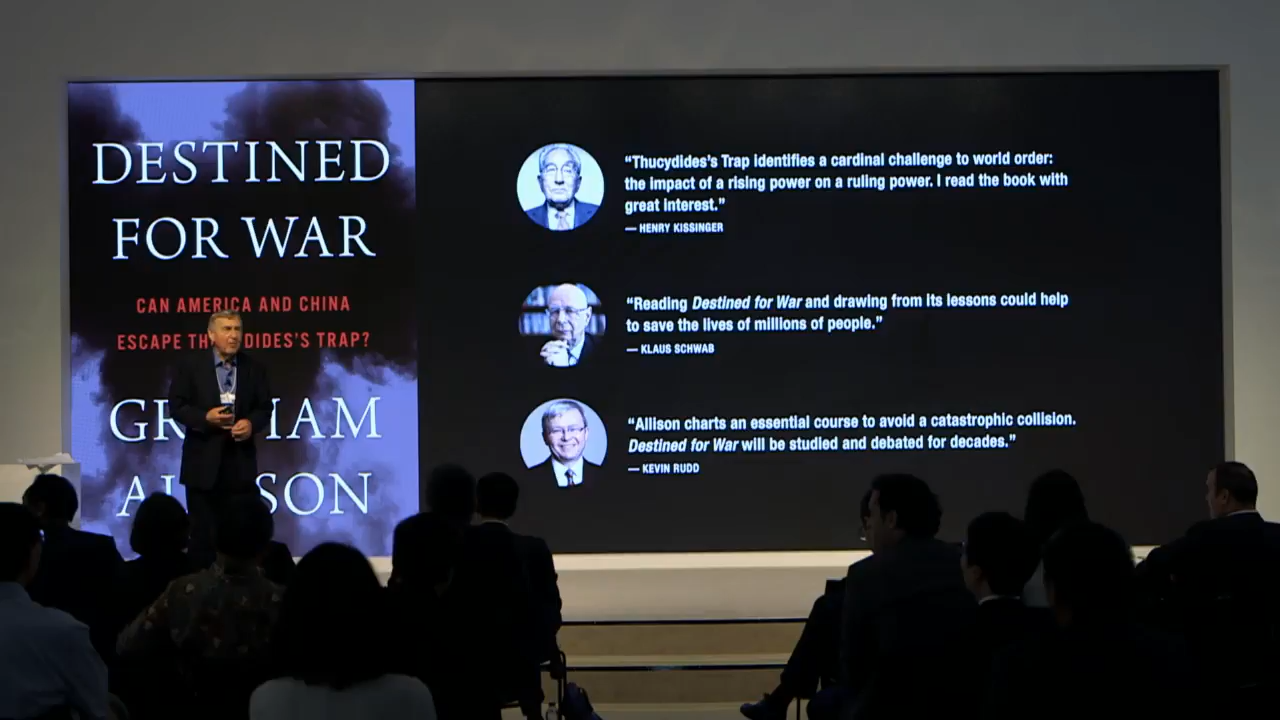 DESTINED
FOR WAR
CAN AMERICA AND CHINA
ESCAPE TH DIDES'S TRAP?
GR HAM
AL SON
“Thucydides’s Trap identifies a cardinal challenge to world order:
the impact of a rising power on a ruling power. I read the book with
great interest.”
— HENRY KISSINGER
“Reading Destined for War and drawing from its lessons could help
to save the lives of millions of people.”
— KLAUS SCHWAB
“Allison charts an essential course to avoid a catastrophic collision.
Destined for War will be studied and debated for decades.”
— KEVIN RUDD